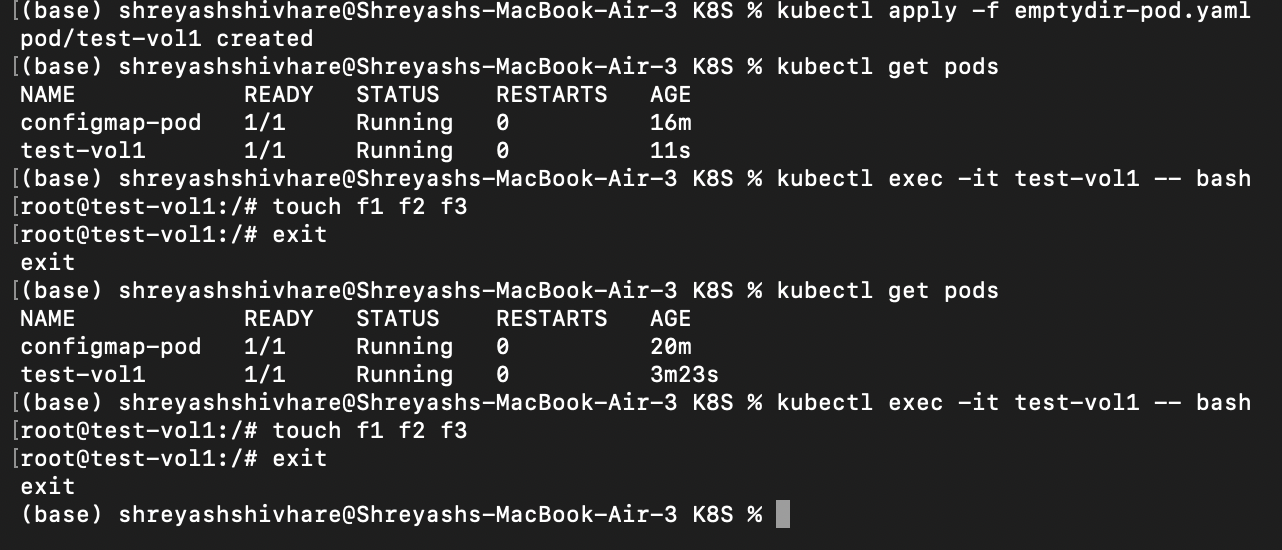 [(base) shreyashshivhare@Shreyashs-MacBook-Air-3 K8S % kubectl apply -f emptydir-pod.yaml
pod/test-vol1 created
[(base) shreyashshivhare@Shreyashs-MacBook-Air-3 K8S % kubectl get pods
NAME            READY   STATUS    RESTARTS   AGE
configmap-pod   1/1     Running   0          16m
test-vol1       1/1     Running   0          11s
[(base) shreyashshivhare@Shreyashs-MacBook-Air-3 K8S % kubectl exec -it test-vol1 -- bash
[root@test-vol1:/# touch f1 f2 f3
[root@test-vol1:/# exit
exit
[(base) shreyashshivhare@Shreyashs-MacBook-Air-3 K8S % kubectl get pods
NAME            READY   STATUS    RESTARTS   AGE
configmap-pod   1/1     Running   0          20m
test-vol1       1/1     Running   0          3m23s
[(base) shreyashshivhare@Shreyashs-MacBook-Air-3 K8S % kubectl exec -it test-vol1 -- bash
[root@test-vol1:/# touch f1 f2 f3
[root@test-vol1:/# exit
exit
(base) shreyashshivhare@Shreyashs-MacBook-Air-3 K8S %